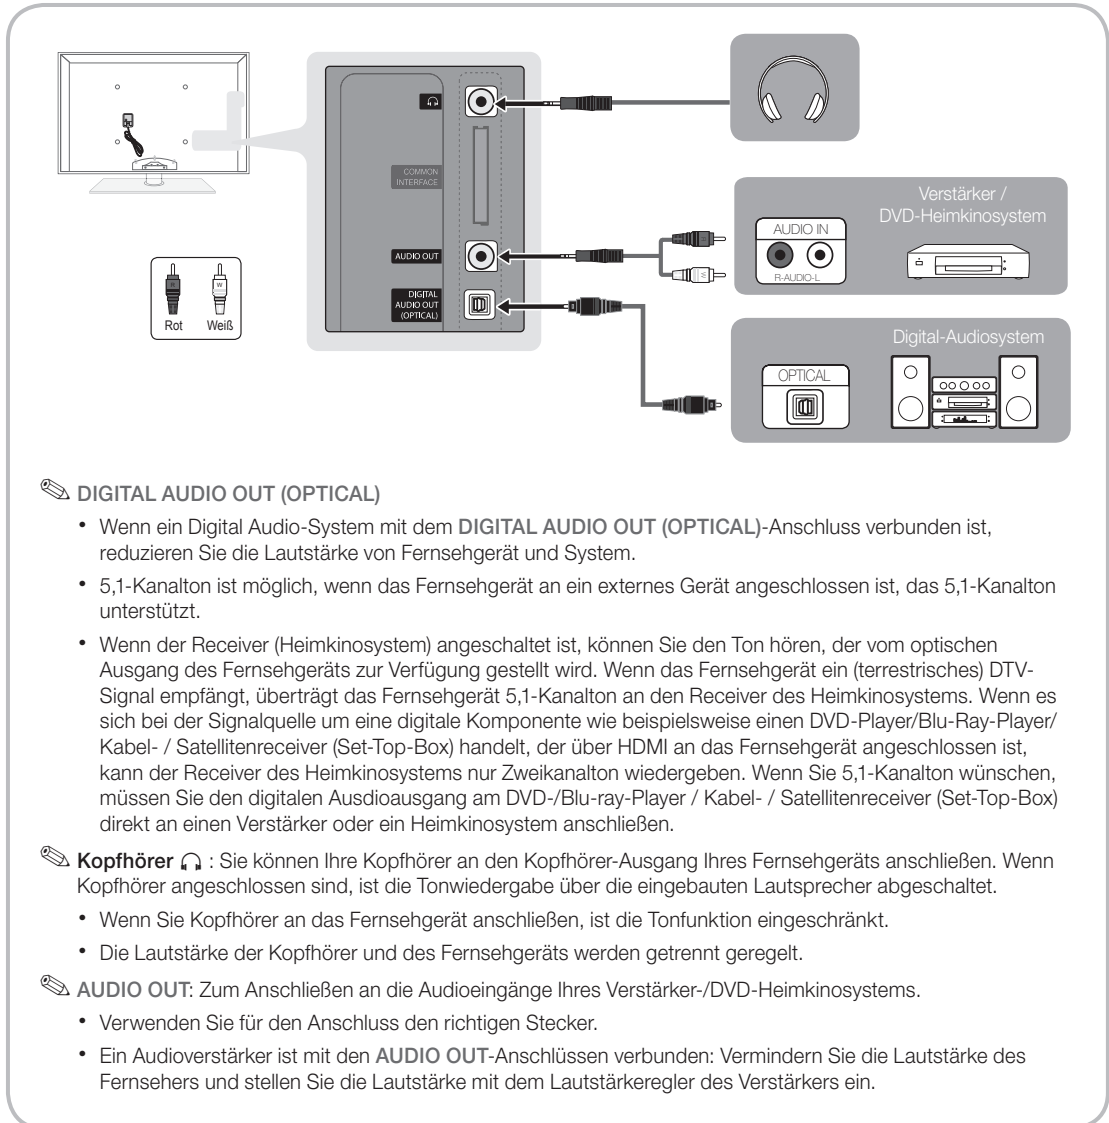 COMMON
INTERFACE
AUDIO OUT
DIGITAL
AUDIO OUT
(OPTICAL)
R
W
Rot
Weiß
Verstärker /
DVD-Heimkinosystem
AUDIO IN
R-AUDIO-L
R
W
Digital-Audiosystem
OPTICAL
DIGITAL AUDIO OUT (OPTICAL)
• Wenn ein Digital Audio-System mit dem DIGITAL AUDIO OUT (OPTICAL)-Anschluss verbunden ist,
reduzieren Sie die Lautstärke von Fernsehgerät und System.
• 5,1-Kanalton ist möglich, wenn das Fernsehgerät an ein externes Gerät angeschlossen ist, das 5,1-Kanalton
unterstützt.
• Wenn der Receiver (Heimkinosystem) angeschaltet ist, können Sie den Ton hören, der vom optischen
Ausgang des Fernsehgeräts zur Verfügung gestellt wird. Wenn das Fernsehgerät ein (terrestrisches) DTV-
Signal empfängt, überträgt das Fernsehgerät 5,1-Kanalton an den Receiver des Heimkinosystems. Wenn es
sich bei der Signalquelle um eine digitale Komponente wie beispielsweise einen DVD-Player/Blu-Ray-Player/
Kabel- / Satellitenreceiver (Set-Top-Box) handelt, der über HDMI an das Fernsehgerät angeschlossen ist,
kann der Receiver des Heimkinosystems nur Zweikanalton wiedergeben. Wenn Sie 5,1-Kanalton wünschen,
müssen Sie den digitalen Ausdioausgang am DVD-/Blu-ray-Player / Kabel- / Satellitenreceiver (Set-Top-Box)
direkt an einen Verstärker oder ein Heimkinosystem anschließen.
Kopfhörer : Sie können Ihre Kopfhörer an den Kopfhörer-Ausgang Ihres Fernsehgeräts anschließen. Wenn
Kopfhörer angeschlossen sind, ist die Tonwiedergabe über die eingebauten Lautsprecher abgeschaltet.
• Wenn Sie Kopfhörer an das Fernsehgerät anschließen, ist die Tonfunktion eingeschränkt.
• Die Lautstärke der Kopfhörer und des Fernsehgeräts werden getrennt geregelt.
AUDIO OUT: Zum Anschließen an die Audioeingänge Ihres Verstärker-/DVD-Heimkinosystems.
• Verwenden Sie für den Anschluss den richtigen Stecker.
• Ein Audioverstärker ist mit den AUDIO OUT-Anschlüssen verbunden: Vermindern Sie die Lautstärke des
Fernsehers und stellen Sie die Lautstärke mit dem Lautstärkeregler des Verstärkers ein.